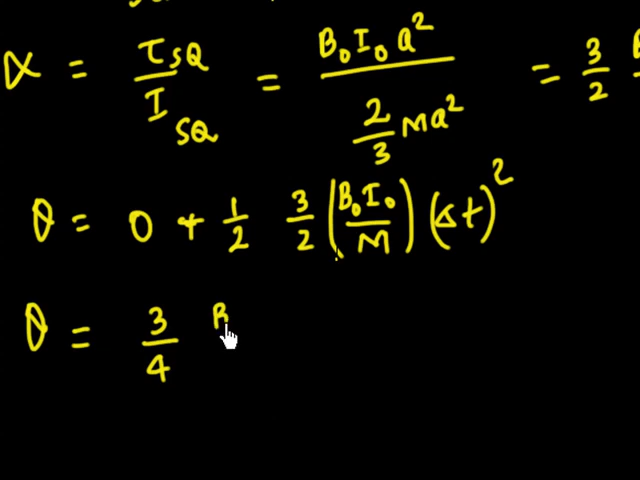 α = τ_SQ / I_SQ = B₀I₀a² / (2/3 Ma²) = 3/2
θ = 0 + 1/2 3/2 (B₀I₀/M) (Δt)²
θ = 3/4 B